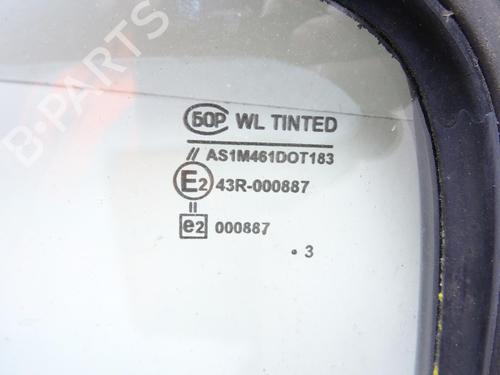 БОР WL TINTED
// AS1M461DOT183
E2 43R-000887
=
e2 000887
. 3
B-PARTS